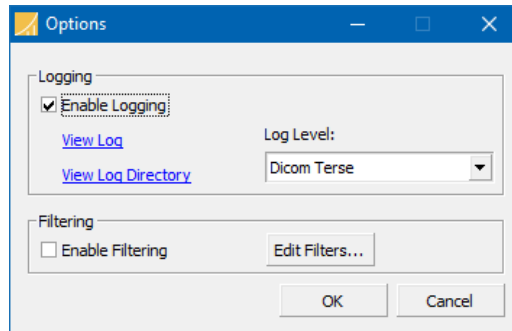 Options
Logging
Enable Logging
View Log
Log Level:
View Log Directory
Dicom Terse
Filtering
Enable Filtering
Edit Filters...
OK
Cancel